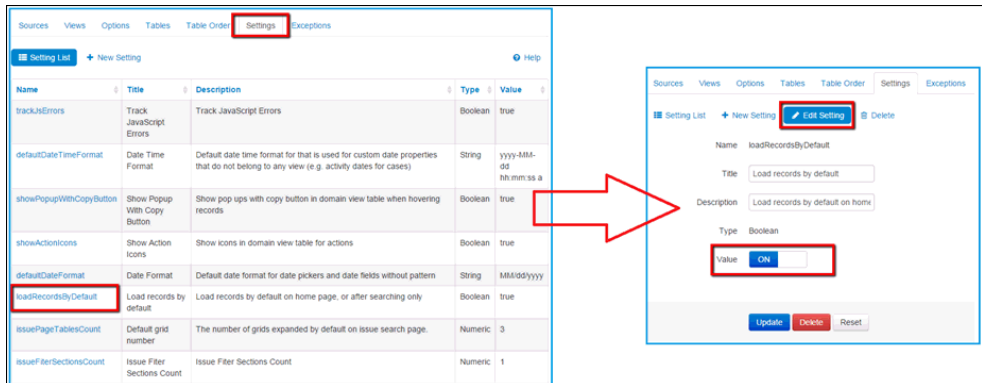 Sources Views Options Tables Table Order Settings Exceptions
Setting List + New Setting Help
Name Title Description Type Value
trackJsErrors Track JavaScript Errors Track JavaScript Errors Boolean true
defaultDateTimeFormat Date Time Format Default date time format for that is used for custom date properties that do not belong to any view (e.g. activity dates for cases) String yyyy-MM-dd hh:mm:ss a
showPopupWithCopyButton Show Popup With Copy Button Show pop ups with copy button in domain view table when hovering records Boolean true
showActionIcons Show Action Icons Show icons in domain view table for actions Boolean true
defaultDateFormat Date Format Default date format for date pickers and date fields without pattern String MM/dd/yyyy
loadRecordsByDefault Load records by default Load records by default on home page, or after searching only Boolean true
issuePageTablesCount Default grid number The number of grids expanded by default on issue search page. Numeric 3
issueFiterSectionsCount Issue Fiter Sections Count Issue Fiter Sections Count Numeric 1
Sources Views Options Tables Table Order Settings Exceptions
Setting List + New Setting Edit Setting Delete
Name loadRecordsByDefault
Title Load records by default
Description Load records by default on home
Type Boolean
Value ON
Update Delete Reset